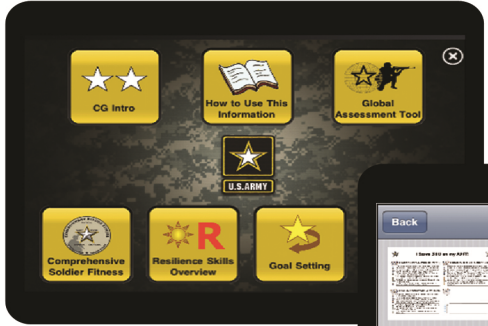 CG Intro
How to Use This
Information
Global
Assessment Tool
U.S.ARMY
Comprehensive
Soldier Fitness
R
Resilience Skills
Overview
Goal Setting
Back